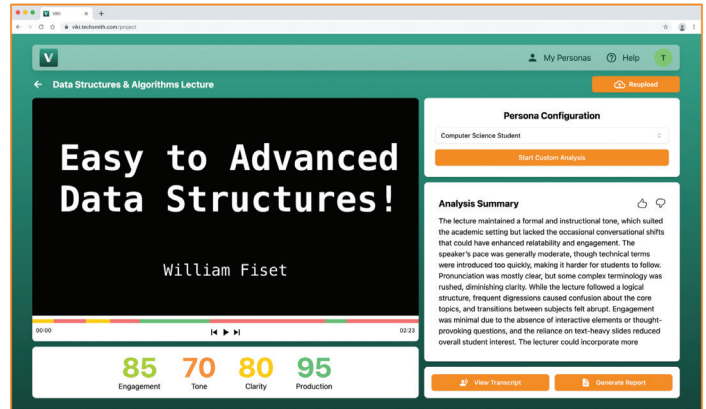 Viki
viki.techsmith.com/project
V
My Personas
Help
T
Data Structures & Algorithms Lecture
Reupload
Easy to Advanced
Data Structures!
William Fiset
00:00
02:23
85
Engagement
70
Tone
80
Clarity
95
Production
Persona Configuration
Computer Science Student
Start Custom Analysis
Analysis Summary
The lecture maintained a formal and instructional tone, which suited
the academic setting but lacked the occasional conversational shifts
that could have enhanced relatability and engagement. The
speaker's pace was generally moderate, though technical terms
were introduced too quickly, making it harder for students to follow.
Pronunciation was mostly clear, but some complex terminology was
rushed, diminishing clarity. While the lecture followed a logical
structure, frequent digressions caused confusion about the core
topics, and transitions between subjects felt abrupt. Engagement
was minimal due to the absence of interactive elements or thought-
provoking questions, and the reliance on text-heavy slides reduced
overall student interest. The lecturer could incorporate more
View Transcript
Generate Report